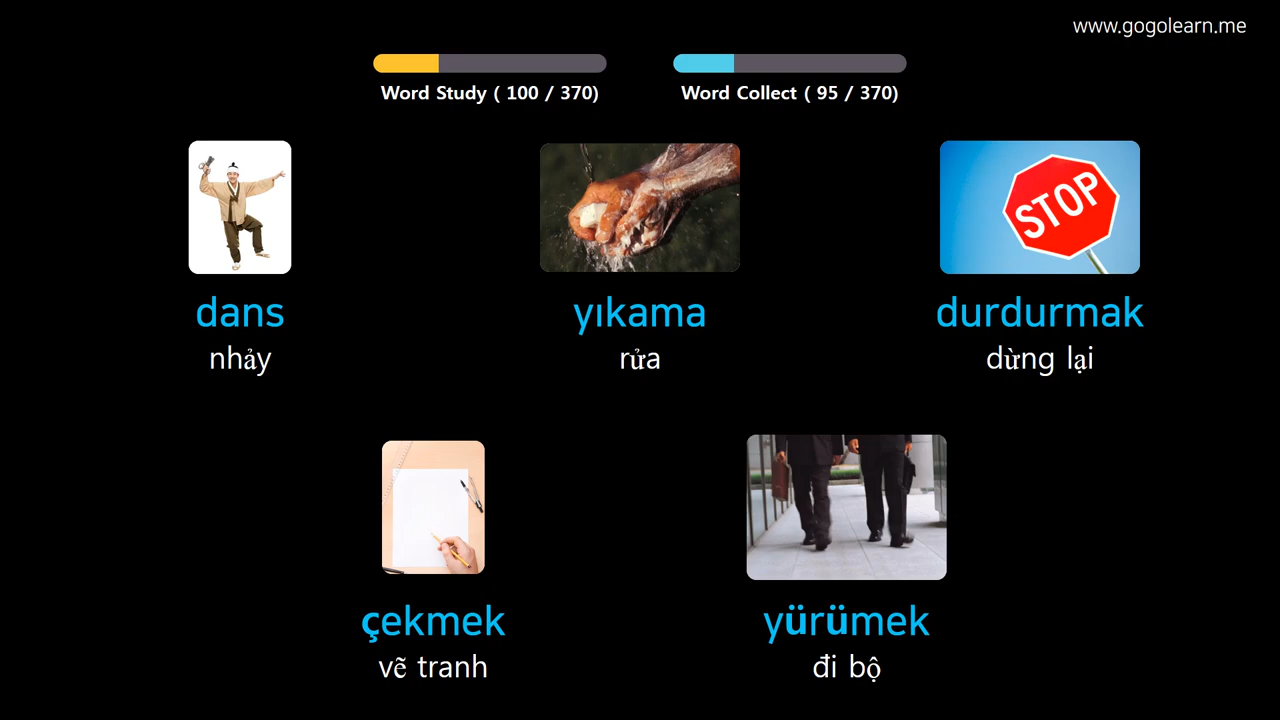 www.gogolearn.me
Word Study ( 100 / 370)
Word Collect ( 95 / 370)
STOP
dans
yıkama
durdurmak
nhảy
rửa
dừng lại
çekmek
yürümek
vẽ tranh
đi bộ